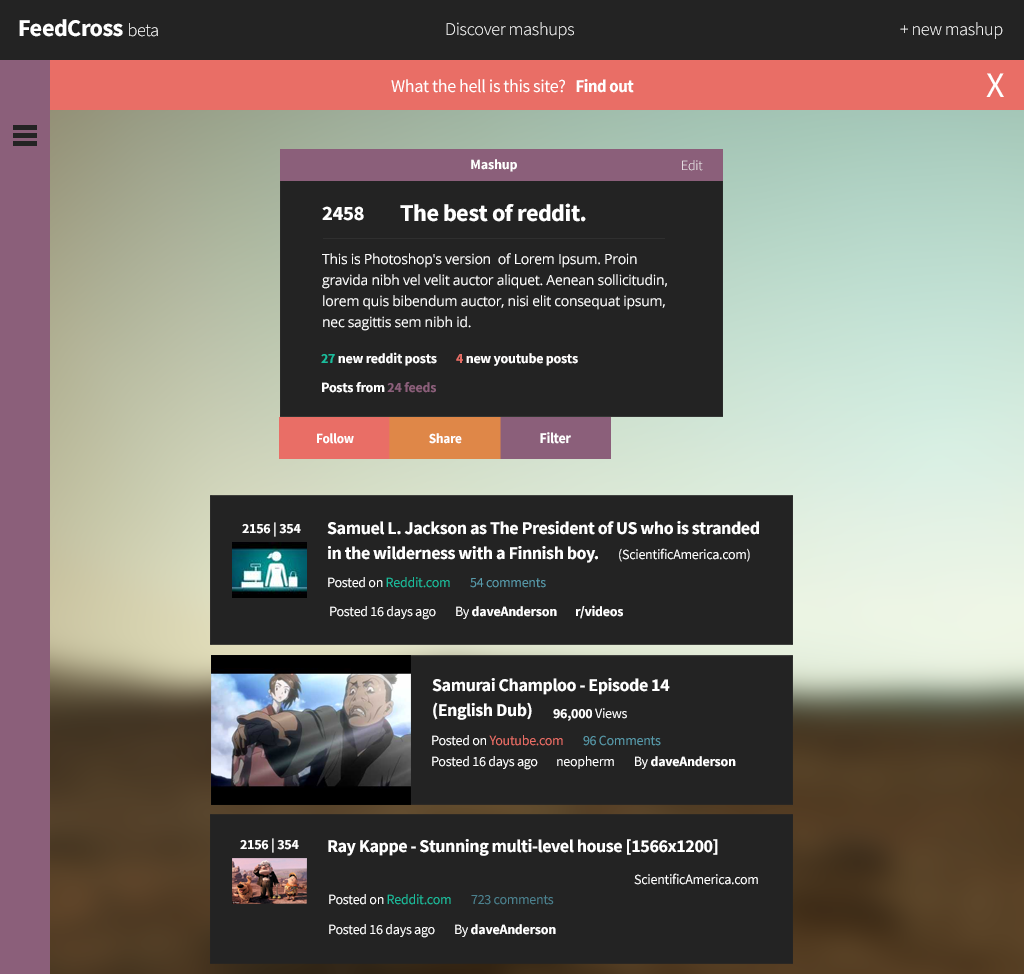 FeedCross beta
Discover mashups
+ new mashup
What the hell is this site? Find out
X
Mashup
Edit
2458
The best of reddit.
This is Photoshop's version of Lorem Ipsum. Proin
gravida nibh vel velit auctor aliquet. Aenean sollicitudin,
lorem quis bibendum auctor, nisi elit consequat ipsum,
nec sagittis sem nibh id.
27 new reddit posts 4 new youtube posts
Posts from 24 feeds
Follow
Share
Filter
2156 | 354
Samuel L. Jackson as The President of US who is stranded
in the wilderness with a Finnish boy. (ScientificAmerica.com)
Posted on Reddit.com 54 comments
Posted 16 days ago By daveAnderson r/videos
Samurai Champloo - Episode 14
(English Dub) 96,000 Views
Posted on Youtube.com 96 Comments
Posted 16 days ago neopherm By daveAnderson
2156 | 354
Ray Kappe - Stunning multi-level house [1566x1200]
ScientificAmerica.com
Posted on Reddit.com 723 comments
Posted 16 days ago By daveAnderson